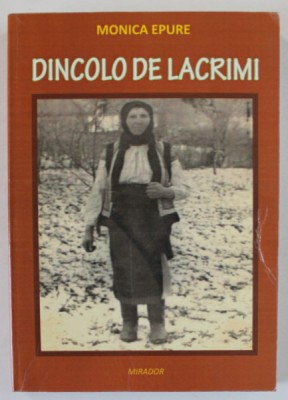 MONICA EPURE
DINCOLO DE LACRIMI
MIRADOR